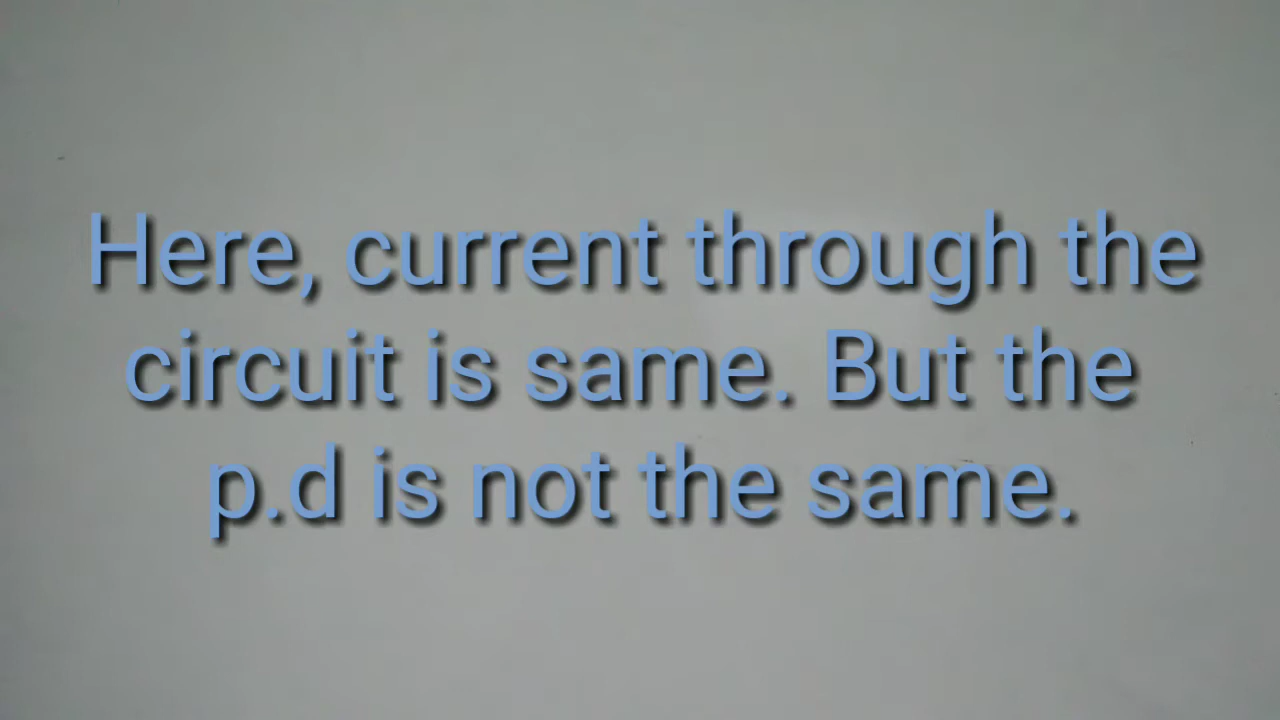 Here, current through the
circuit is same. But the
p.d is not the same.